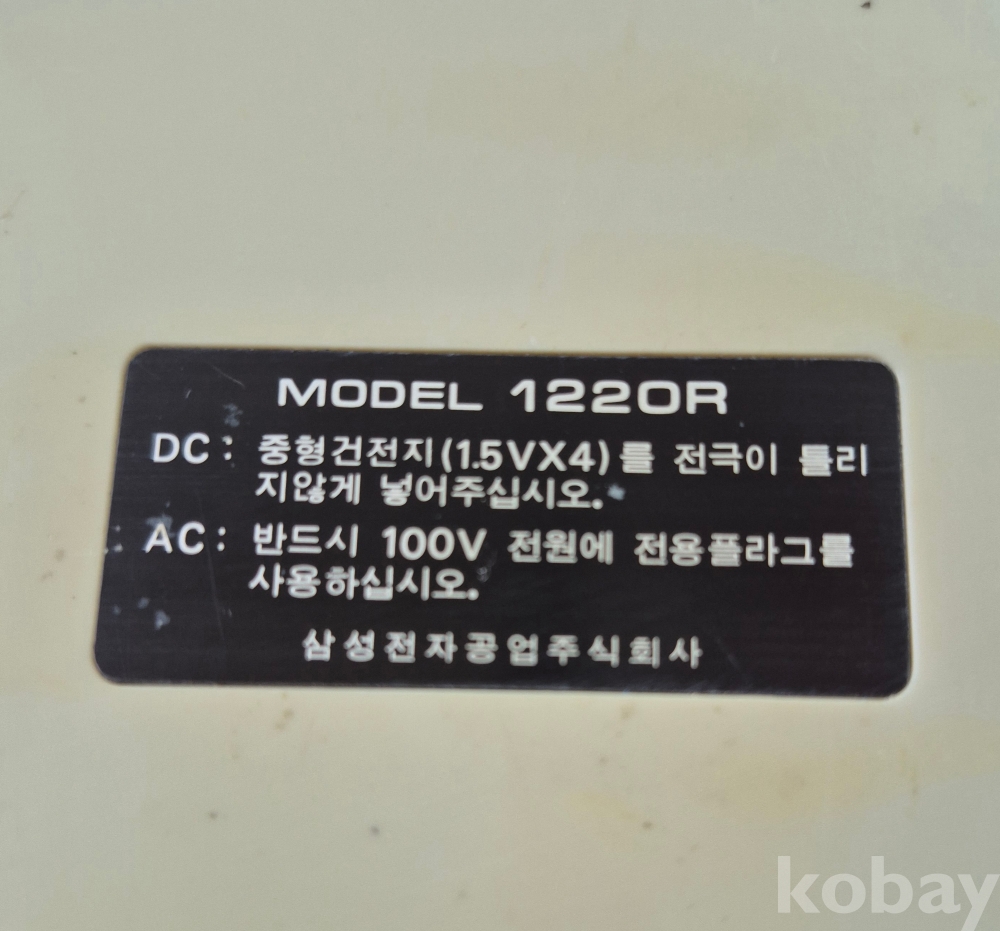 MODEL 1220R
DC: 중형건전지(1.5VX4)를 전극이 틀리
지않게 넣어주십시오.
AC: 반드시 100V 전원에 전용플라그를
사용하십시오.
삼성전자공업주식회사
kobay